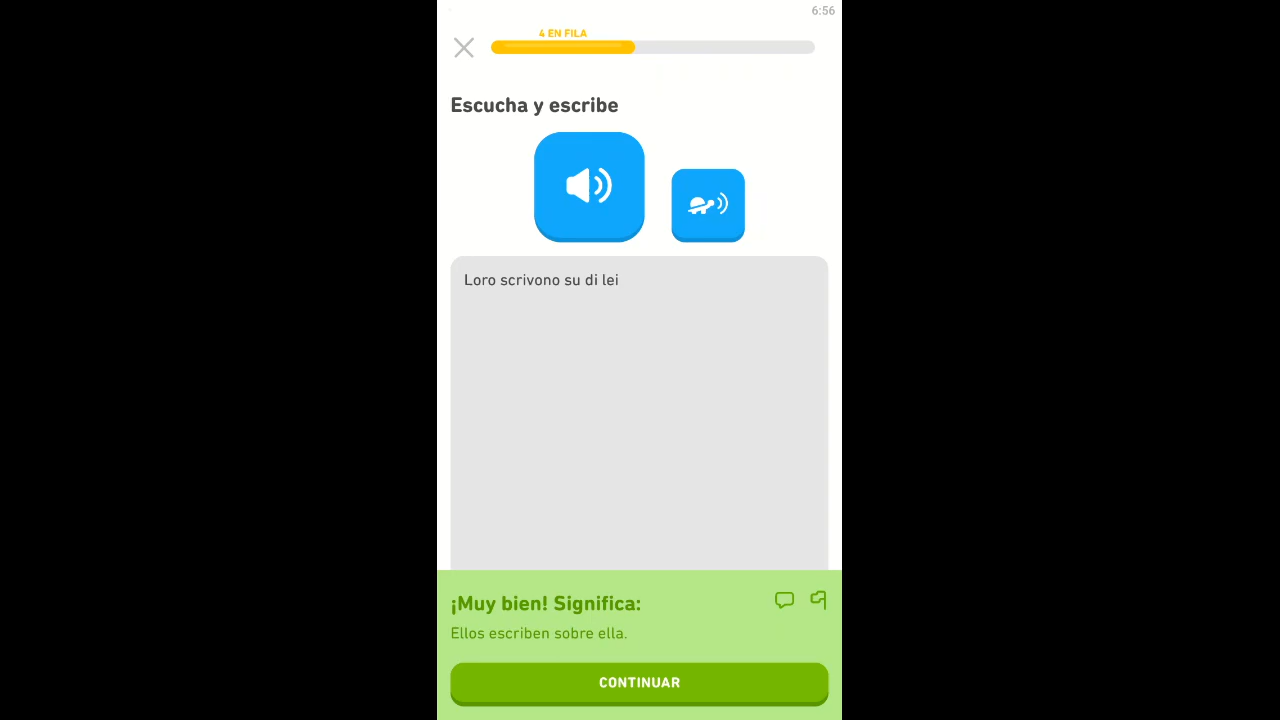 6:56
4 EN FILA
Escucha y escribe
Loro scrivono su di lei
¡Muy bien! Significa:
Ellos escriben sobre ella.
CONTINUAR